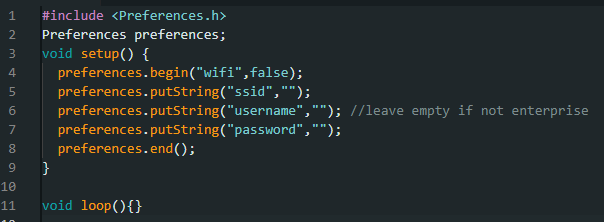 1 #include <Preferences.h>
2 Preferences preferences;
3 void setup() {
4   preferences.begin("wifi",false);
5   preferences.putString("ssid","");
6   preferences.putString("username",""); //leave empty if not enterprise
7   preferences.putString("password","");
8   preferences.end();
9 }
10
11 void loop(){}